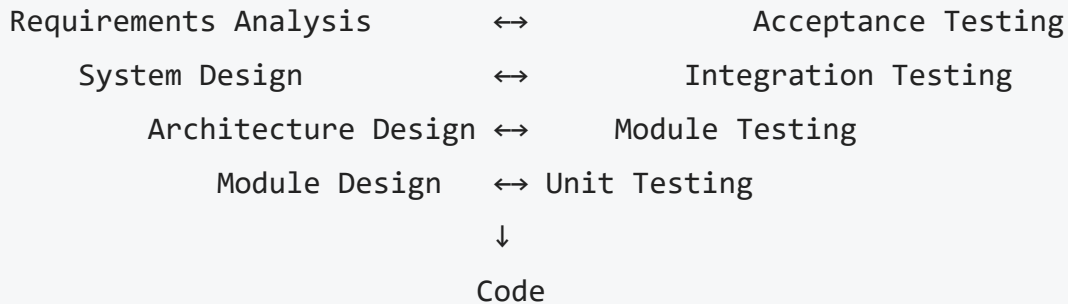 Requirements Analysis ↔ Acceptance Testing
System Design ↔ Integration Testing
Architecture Design ↔ Module Testing
Module Design ↔ Unit Testing
↓
Code